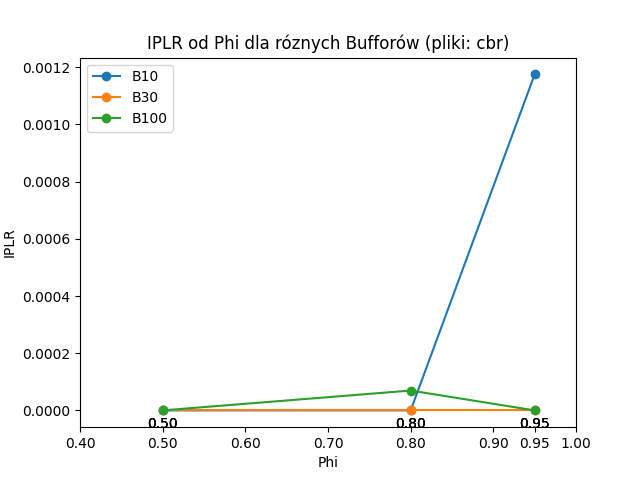 IPLR od Phi dla róznych Bufforów (pliki: cbr)
B10
B30
B100
0.0012
0.0010
0.0008
0.0006
0.0004
0.0002
0.0000
IPLR
0.50 0.80 0.95
0.40 0.50 0.60 0.70 0.80 0.90 0.95 1.00
Phi